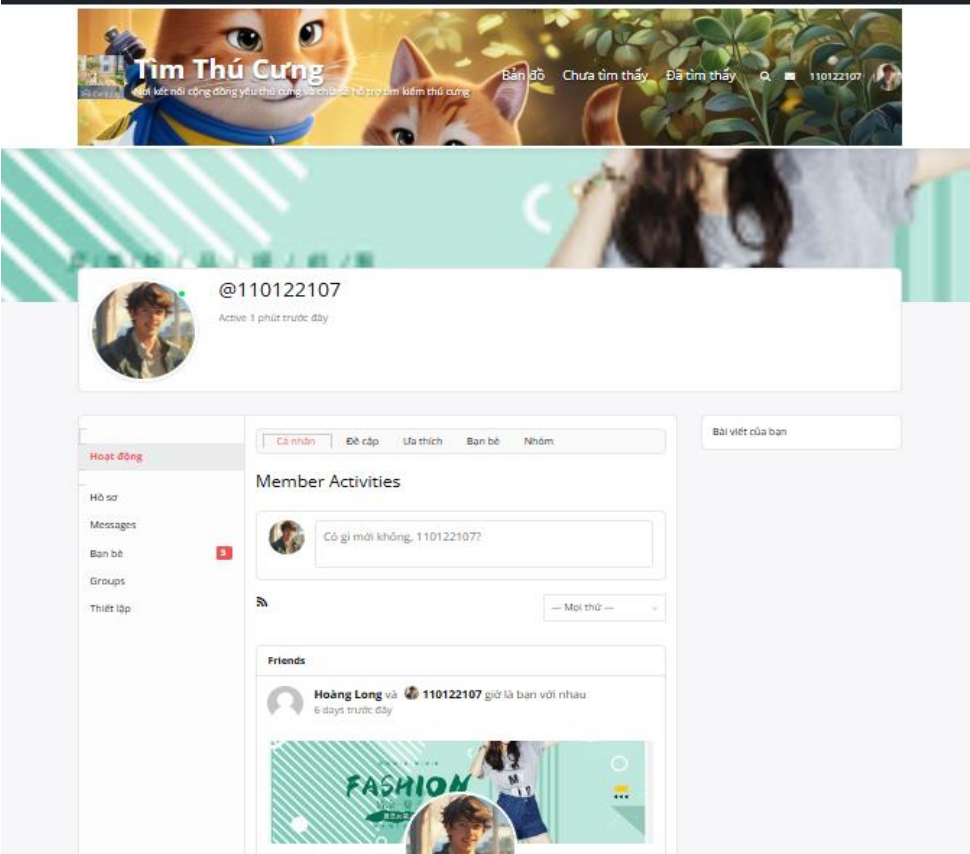 Tìm Thú Cưng
Bản đồ Chưa tìm thấy Đã tìm thấy 110122107
Nơi kết nối cộng đồng yêu thú cưng và chia sẻ hỗ trợ tìm kiếm thú cưng
@110122107
Active 1 phút trước đây
Hoạt động
Hồ sơ
Messages
Bạn bè 3
Groups
Thiết lập
Cá nhân Đề cập Ưa thích Bạn bè Nhóm
Member Activities
Có gì mới không, 110122107?
— Mọi thứ —
Friends
Hoàng Long và 110122107 giờ là bạn với nhau
6 days trước đây
FASHION
Bài viết của bạn